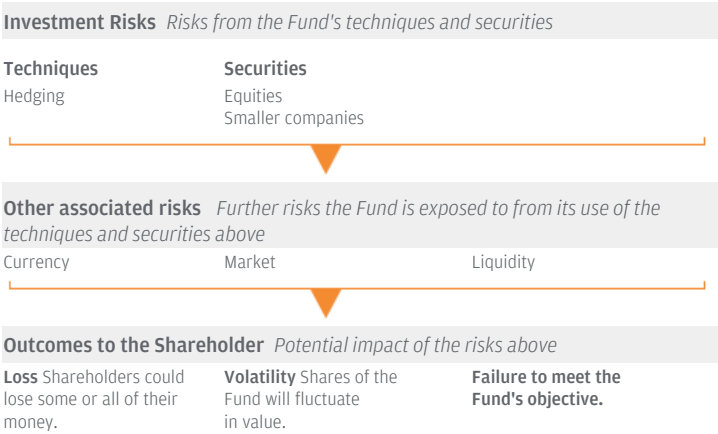 Investment Risks Risks from the Fund's techniques and securities
Techniques Securities
Hedging Equities
Smaller companies
Other associated risks Further risks the Fund is exposed to from its use of the
techniques and securities above
Currency Market Liquidity
Outcomes to the Shareholder Potential impact of the risks above
Loss Shareholders could
lose some or all of their
money.
Volatility Shares of the
Fund will fluctuate
in value.
Failure to meet the
Fund's objective.